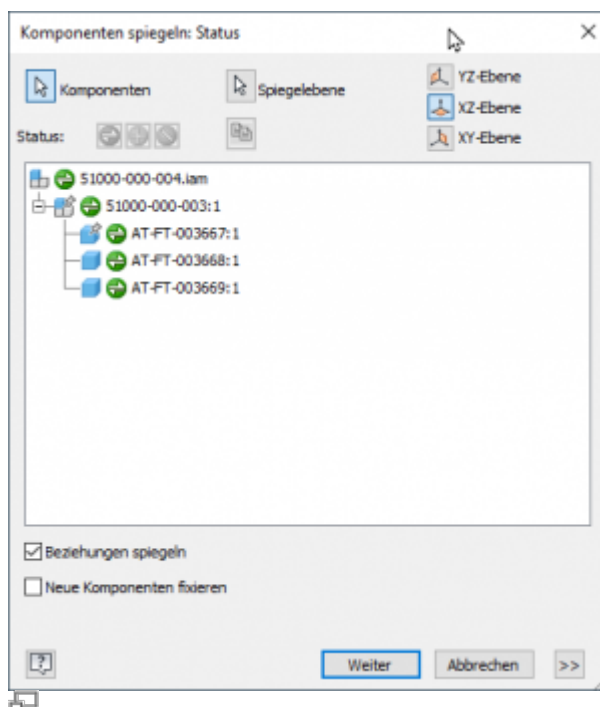 Komponenten spiegeln: Status
Komponenten
Spiegelebene
YZ-Ebene
XZ-Ebene
XY-Ebene
Status:
51000-000-004.iam
51000-000-003:1
AT-FT-003667:1
AT-FT-003668:1
AT-FT-003669:1
Beziehungen spiegeln
Neue Komponenten fixieren
Weiter
Abbrechen
>>